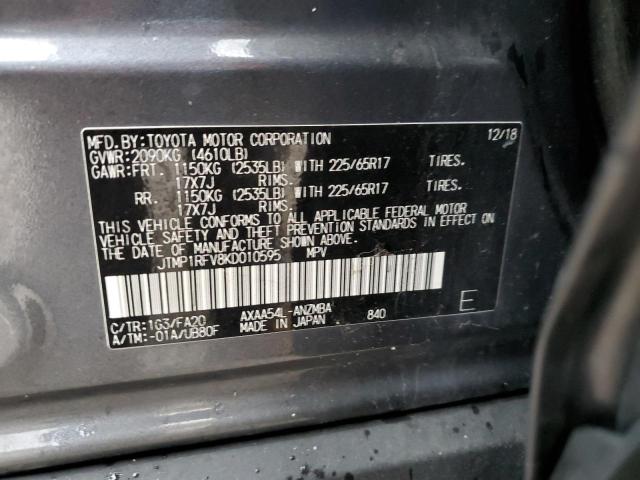 MFD.BY:TOYOTA MOTOR CORPORATION 12/18
GVWR:2090KG (4610LB)
GAWR:FRT. 1150KG (2535LB) WITH 225/65R17 TIRES.
17X7J RIMS.
RR. 1150KG (2535LB) WITH 225/65R17 TIRES.
17X7J RIMS.
THIS VEHICLE CONFORMS TO ALL APPLICABLE FEDERAL MOTOR
VEHICLE SAFETY AND THEFT PREVENTION STANDARDS IN EFFECT
ON THE DATE OF MANUFACTURE SHOWN ABOVE.
JTMP1RFV8KD010595 MPV
C/TR:1G3/FA20 AXAA54L-ANZMBA 840 E
A/TM:-01A/UB80F MADE IN JAPAN